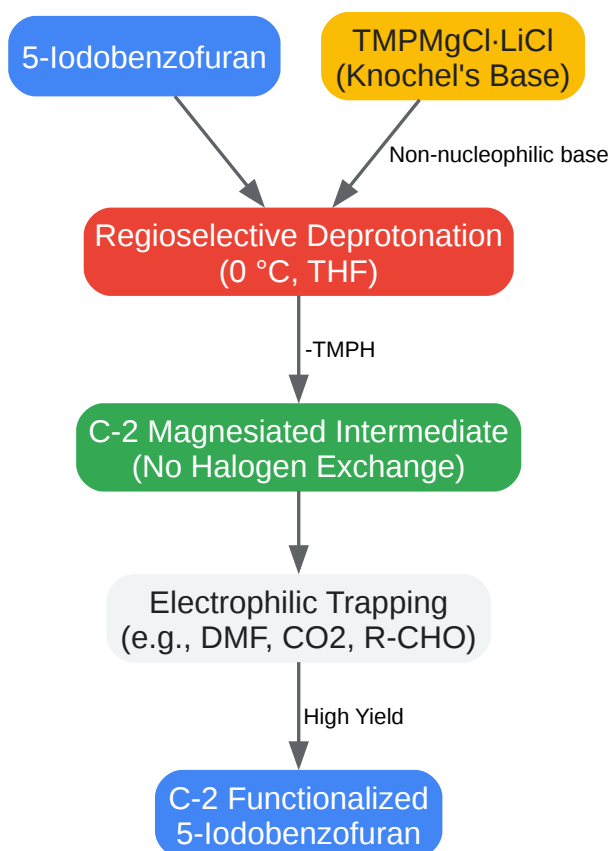 5-Iodobenzofuran
TMPMgCl·LiCl
(Knochel's Base)
Non-nucleophilic base
Regioselective Deprotonation
(0 °C, THF)
-TMPH
C-2 Magnesiated Intermediate
(No Halogen Exchange)
Electrophilic Trapping
(e.g., DMF, CO2, R-CHO)
High Yield
C-2 Functionalized
5-Iodobenzofuran